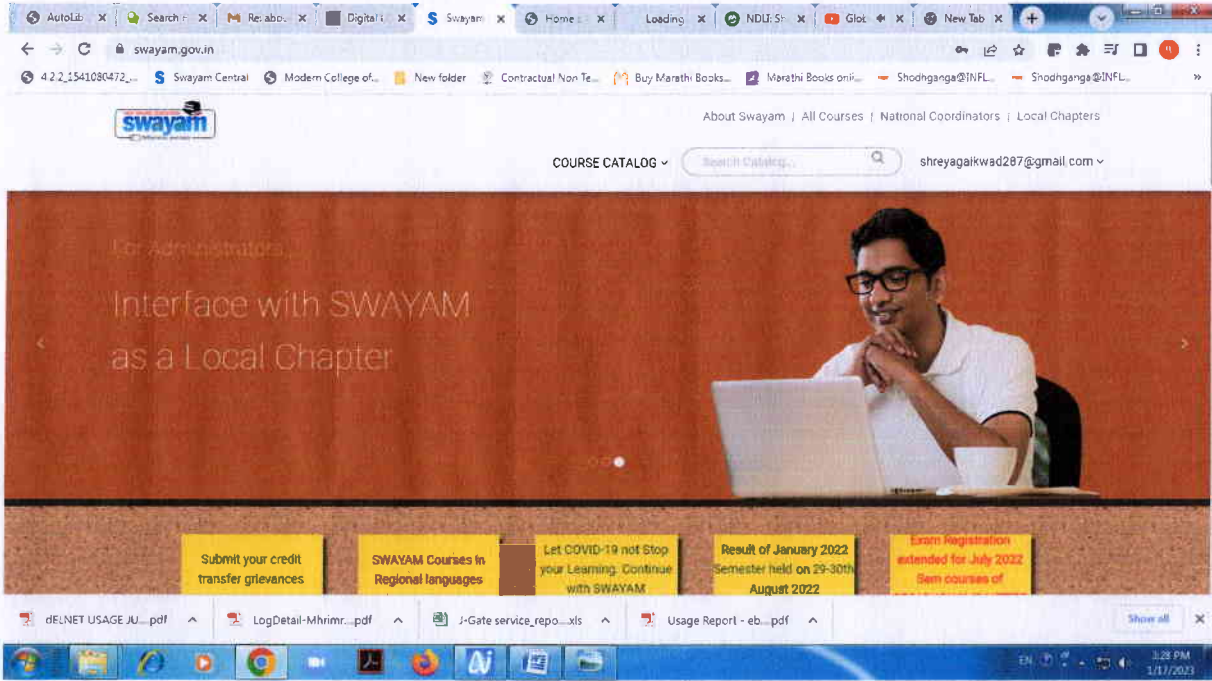 AutoLib
Search F
M Re: abou
Digital L
Swayam
Home
Loading
NDLI: Sh
Glob
New Tab
swayam.gov.in
4.2.2_1541080472_...
Swayam Central
Modern College of...
New folder
Contractual Non Te...
Buy Marathi Books...
Marathi Books onli...
Shodhganga@INFL...
Shodhganga@INFL...
swayam
About Swayam | All Courses | National Coordinators | Local Chapters
COURSE CATALOG
Search Catalog...
shreyagaikwad287@gmail.com
For Administrators...
Interface with SWAYAM
as a Local Chapter
Submit your credit
transfer grievances
SWAYAM Courses in
Regional languages
Let COVID-19 not Stop
your Learning. Continue
with SWAYAM
Result of January 2022
Semester held on 29-30th
August 2022
Exam Registration
extended for July 2022
Sem courses of
dELNET USAGE JU....pdf
LogDetail-Mhrimr....pdf
J-Gate service_repo....xls
Usage Report - eb....pdf
Show all
EN
3:28 PM
1/17/2023